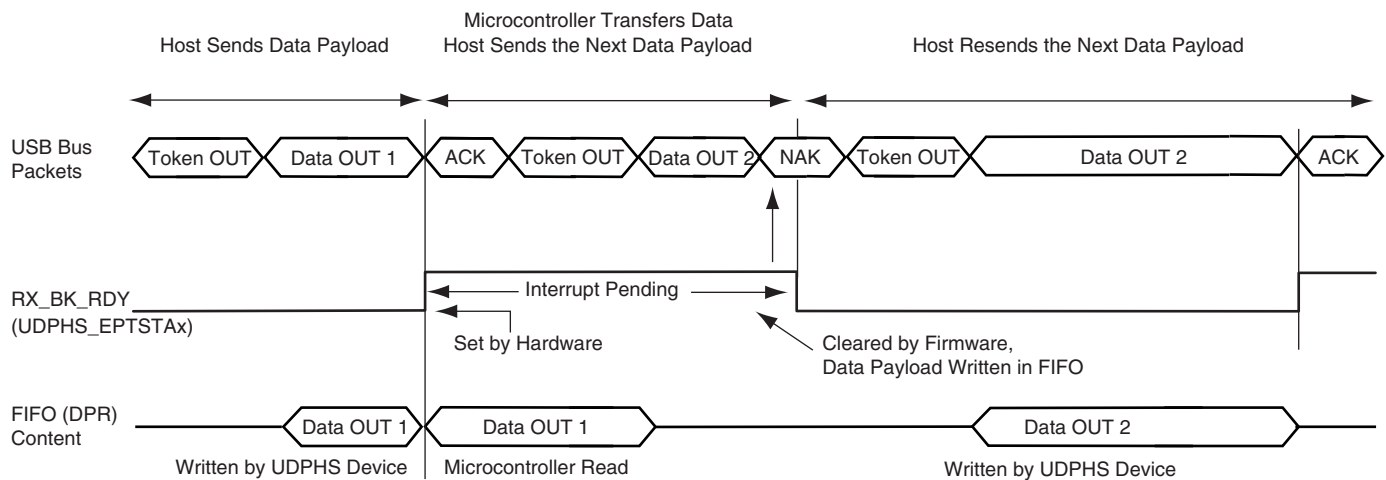 Microcontroller Transfers Data
Host Sends Data Payload
Host Sends the Next Data Payload
Host Resends the Next Data Payload
USB Bus
Packets
Token OUT
Data OUT 1
ACK
Token OUT
Data OUT 2
NAK
Token OUT
Data OUT 2
ACK
RX_BK_RDY
(UDPHS_EPTSTAx)
Interrupt Pending
Set by Hardware
Cleared by Firmware,
Data Payload Written in FIFO
FIFO (DPR)
Content
Data OUT 1
Data OUT 1
Data OUT 2
Written by UDPHS Device
Microcontroller Read
Written by UDPHS Device